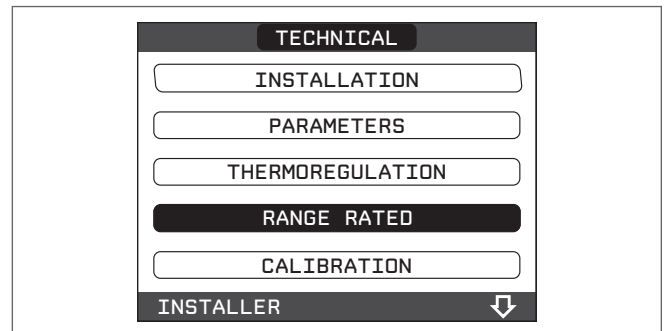 TECHNICAL
INSTALLATION
PARAMETERS
THERMOREGULATION
RANGE RATED
CALIBRATION
INSTALLER